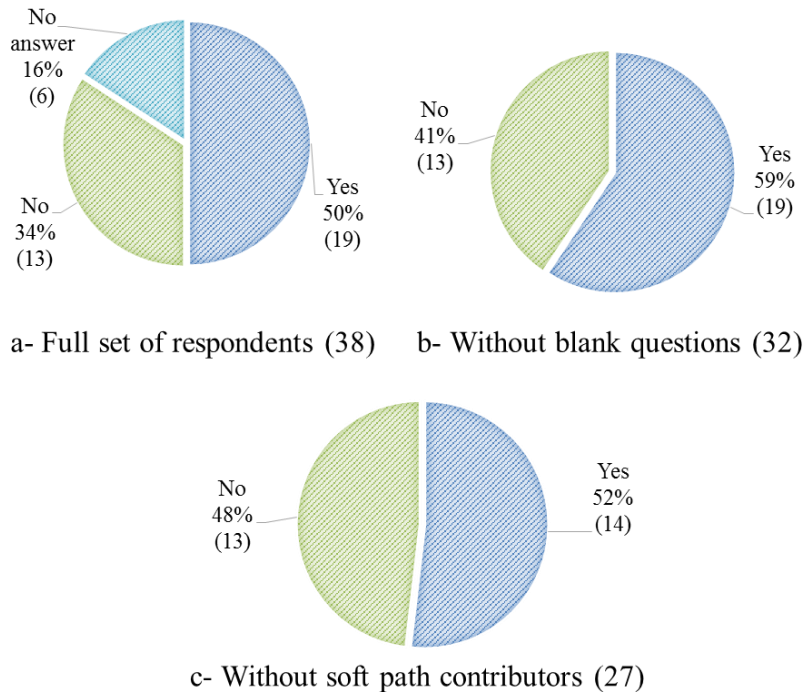 No
answer
16%
(6)
No
34%
(13)
Yes
50%
(19)
No
41%
(13)
Yes
59%
(19)
a- Full set of respondents (38)
b- Without blank questions (32)
No
48%
(13)
Yes
52%
(14)
c- Without soft path contributors (27)